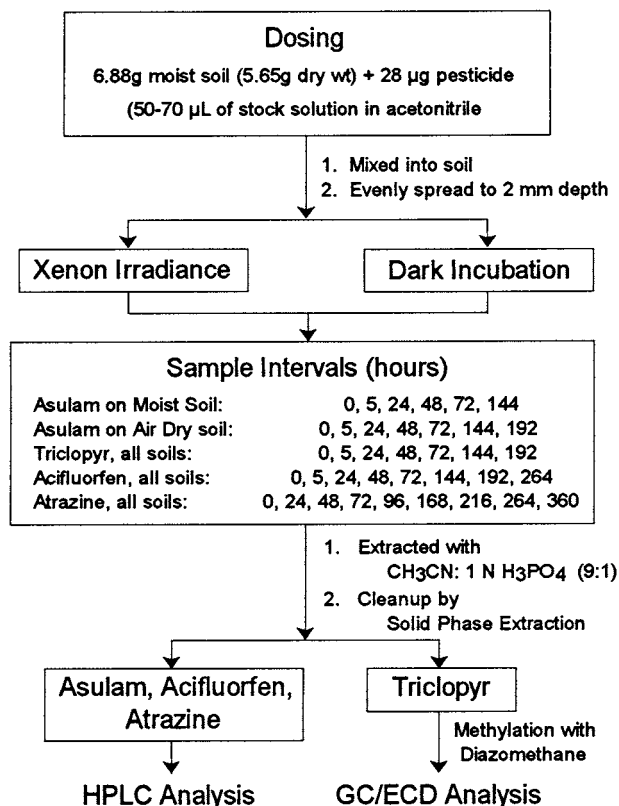 Dosing
6.88g moist soil (5.65g dry wt) + 28 µg pesticide
(50-70 µL of stock solution in acetonitrile
1. Mixed into soil
2. Evenly spread to 2 mm depth
Xenon Irradiance
Dark Incubation
Sample Intervals (hours)
Asulam on Moist Soil: 0, 5, 24, 48, 72, 144
Asulam on Air Dry soil: 0, 5, 24, 48, 72, 144, 192
Triclopyr, all soils: 0, 5, 24, 48, 72, 144, 192
Acifluorfen, all soils: 0, 5, 24, 48, 72, 144, 192, 264
Atrazine, all soils: 0, 24, 48, 72, 96, 168, 216, 264, 360
1. Extracted with
CH3CN: 1 N H3PO4 (9:1)
2. Cleanup by
Solid Phase Extraction
Asulam, Acifluorfen,
Atrazine
Triclopyr
Methylation with
Diazomethane
HPLC Analysis
GC/ECD Analysis